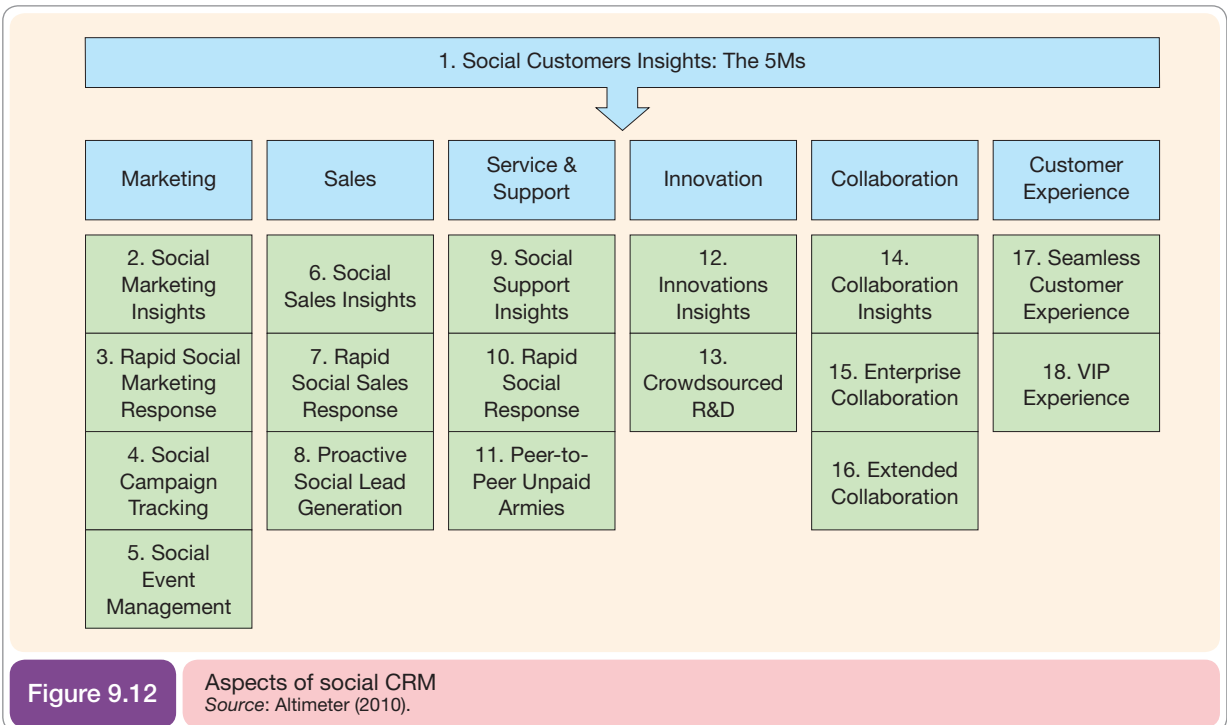 1. Social Customers Insights: The 5Ms
Marketing
Sales
Service &
Support
Innovation
Collaboration
Customer
Experience
2. Social
Marketing
Insights
3. Rapid Social
Marketing
Response
4. Social
Campaign
Tracking
5. Social
Event
Management
6. Social
Sales Insights
7. Rapid
Social Sales
Response
8. Proactive
Social Lead
Generation
9. Social
Support
Insights
10. Rapid
Social
Response
11. Peer-to-
Peer Unpaid
Armies
12.
Innovations
Insights
13.
Crowdsourced
R&D
14.
Collaboration
Insights
15. Enterprise
Collaboration
16. Extended
Collaboration
17. Seamless
Customer
Experience
18. VIP
Experience
Figure 9.12
Aspects of social CRM
Source: Altimeter (2010).